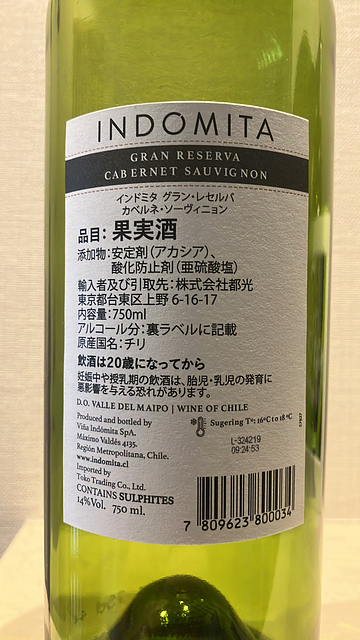 INDOMITA
GRAN RESERVA
CABERNET SAUVIGNON
インドミタ グラン・レセルバ
カベルネ・ソーヴィニョン
品目：果実酒
添加物：安定剤（アカシア）、
酸化防止剤（亜硫酸塩）
輸入者及び引取先：株式会社都光
東京都台東区上野 6-16-17
内容量：750ml
アルコール分：裏ラベルに記載
原産国名：チリ
飲酒は20歳になってから
妊娠中や授乳期の飲酒は、胎児・乳児の発育に
悪影響を与える恐れがあります。
D.O. VALLE DEL MAIPO | WINE OF CHILE
Produced and bottled by
Viña Indómita SpA.
Máximo Valdés 4135.
Región Metropolitana, Chile.
www.indomita.cl
Imported by
Toko Trading Co., Ltd.
CONTAINS SULPHITES
14%Vol. 750 ml.
Sugering Tº: 16ºC to 18 ºC
L-324219
09:24:53
7 809623 800034